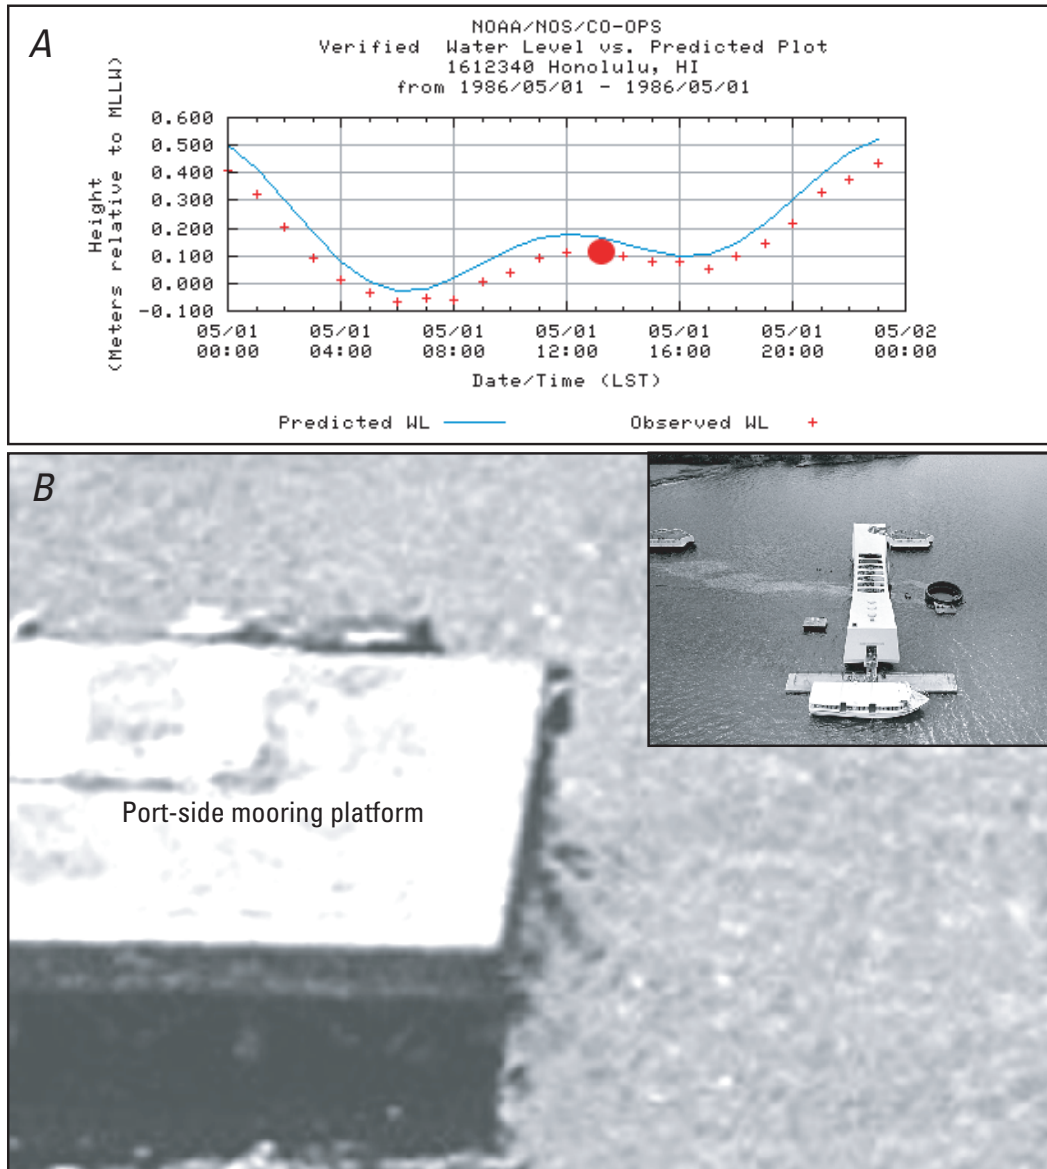 A
NOAA/NOS/CO-OPS
Verified Water Level vs. Predicted Plot
1612340 Honolulu, HI
from 1986/05/01 - 1986/05/01
Height
(Meters relative to MLLW)
0.600
0.500
0.400
0.300
0.200
0.100
0.000
-0.100
05/01 05/01 05/01 05/01 05/01 05/01 05/02
00:00 04:00 08:00 12:00 16:00 20:00 00:00
Date/Time (LST)
Predicted WL Observed WL +
B
Port-side mooring platform